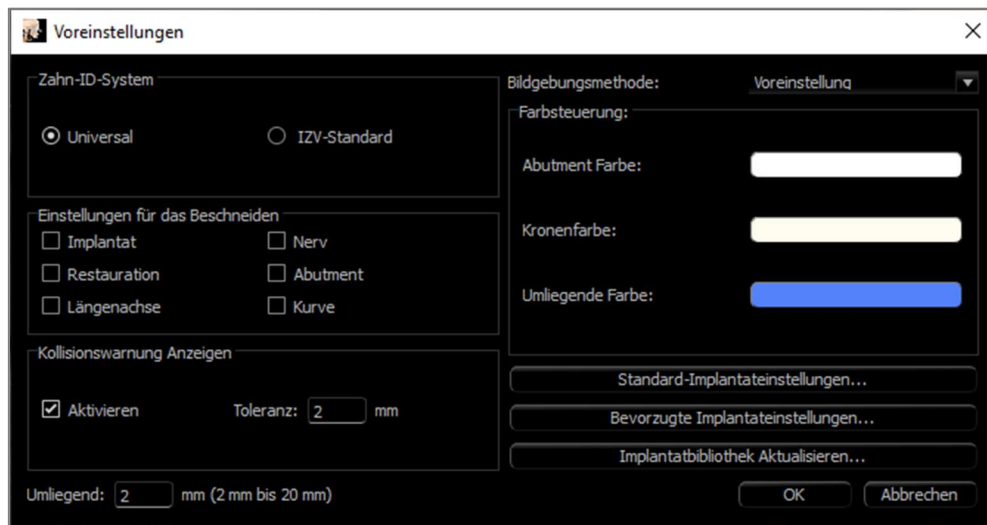 Voreinstellungen
Zahn-ID-System
Universal
IZV-Standard
Einstellungen für das Beschneiden
Implantat
Nerv
Restauration
Abutment
Längenachse
Kurve
Kollisionswarnung Anzeigen
Aktivieren
Toleranz: 2 mm
Umliegend: 2 mm (2 mm bis 20 mm)
Bildgebungsmethode: Voreinstellung
Farbsteuerung:
Abutment Farbe:
Kronenfarbe:
Umliegende Farbe:
Standard-Implantateinstellungen...
Bevorzugte Implantateinstellungen...
Implantatbibliothek Aktualisieren...
OK
Abbrechen